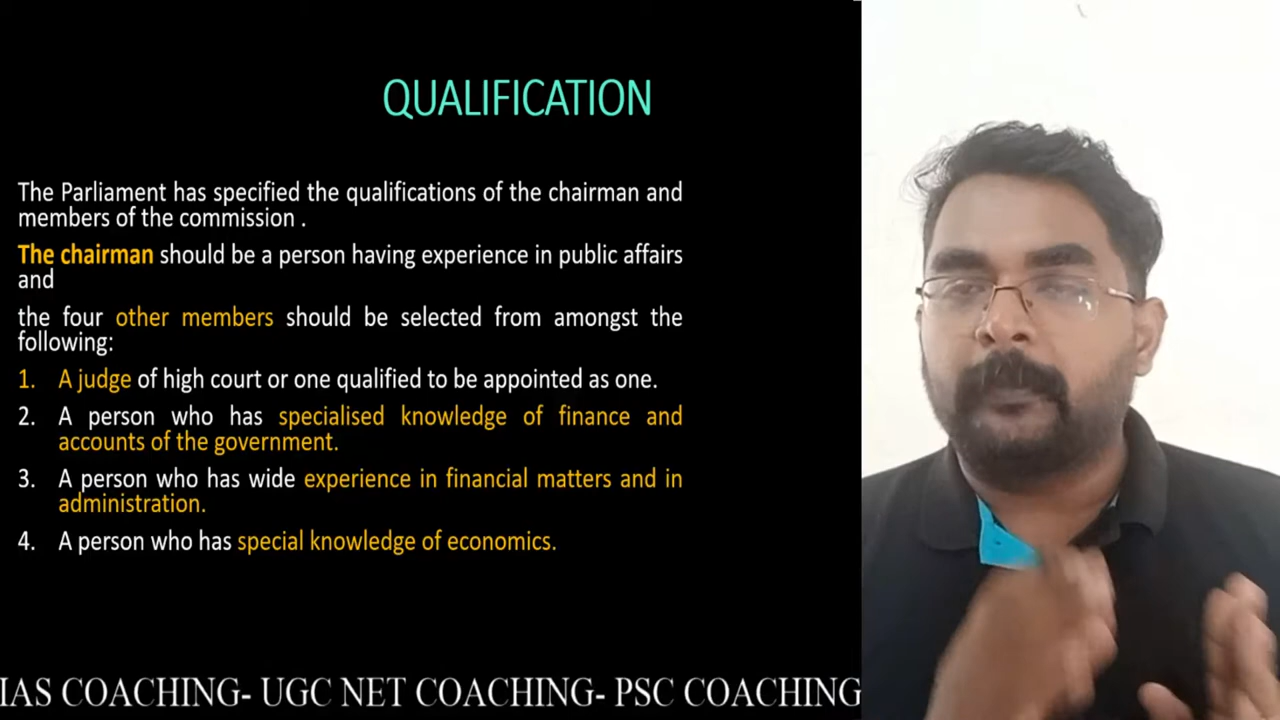 QUALIFICATION
The Parliament has specified the qualifications of the chairman and
members of the commission .
The chairman should be a person having experience in public affairs
and
the four other members should be selected from amongst the
following:
1. A judge of high court or one qualified to be appointed as one.
2. A person who has specialised knowledge of finance and
accounts of the government.
3. A person who has wide experience in financial matters and in
administration.
4. A person who has special knowledge of economics.
IAS COACHING- UGC NET COACHING- PSC COACHING